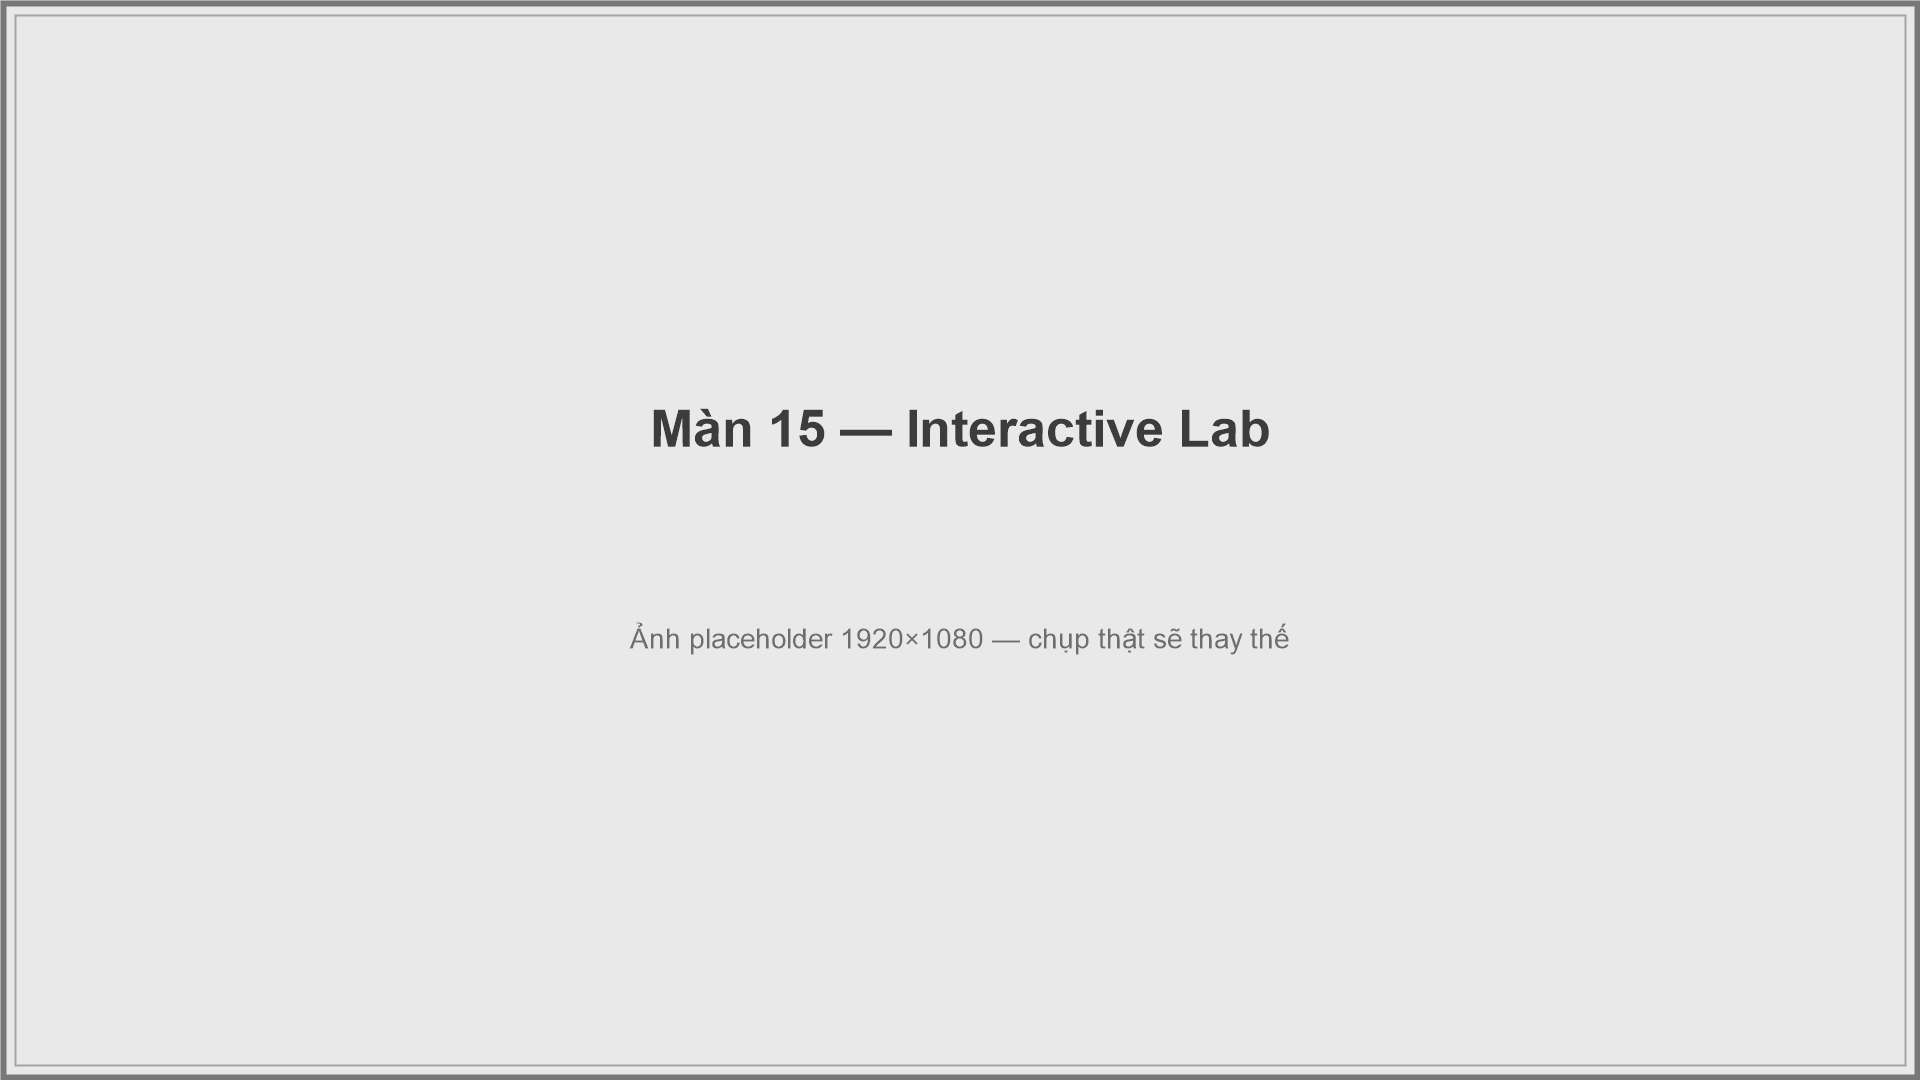 Màn 15 — Interactive Lab
Ảnh placeholder 1920×1080 — chụp thật sẽ thay thế